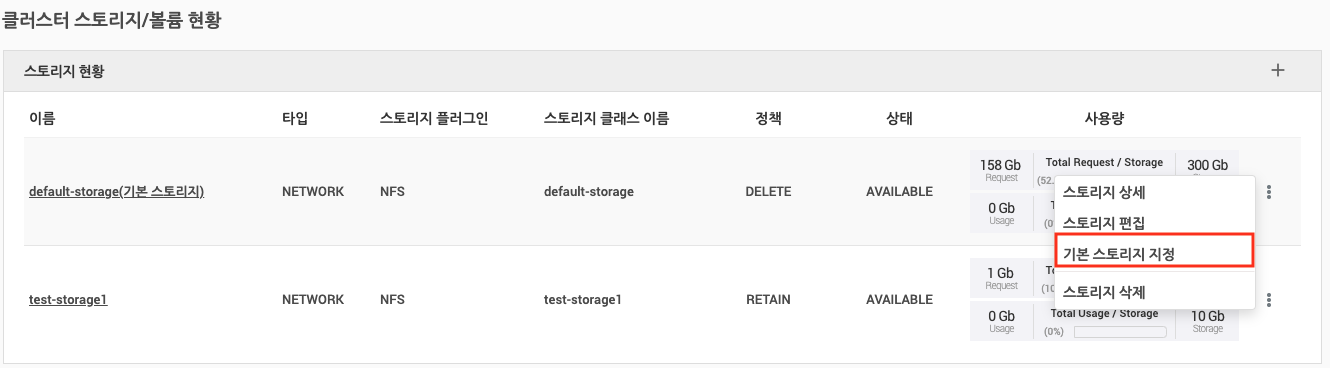 클러스터 스토리지/볼륨 현황
스토리지 현황
이름 타입 스토리지 플러그인 스토리지 클래스 이름 정책 상태 사용량
default-storage(기본 스토리지) NETWORK NFS default-storage DELETE AVAILABLE
158 Gb Request Total Request / Storage (52. 300 Gb
0 Gb Usage (0
스토리지 상세
스토리지 편집
기본 스토리지 지정
스토리지 삭제
test-storage1 NETWORK NFS test-storage1 RETAIN AVAILABLE
1 Gb Request (10
0 Gb Usage Total Usage / Storage (0%) 10 Gb Storage